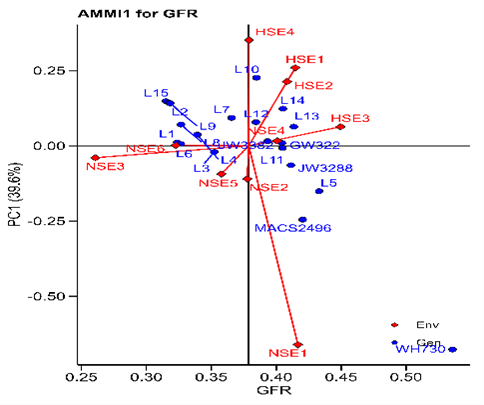 AMMI1 for GFR
HSE4
HSE1
L10
HSE2
0.25
L15
L14
L2
L7
L12
L13
HSE3
L9
NSE4
L1
L8
GW322
0.00
NSE6
L6
L3
L4
L11
NSE3
JW3288
NSE5
NSE2
L5
MACS2496
-0.25
-0.50
NSE1
Env
Gen
WH730
PC1 (39.6%)
0.25 0.30 0.35 0.40 0.45 0.50
GFR